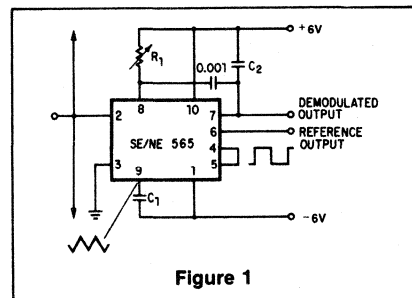 +6V
R1
0.001
C2
8
10
DEMODULATED
OUTPUT
2
7
REFERENCE
OUTPUT
6
SE/NE 565
4
3
5
9
1
C1
-6V
Figure 1